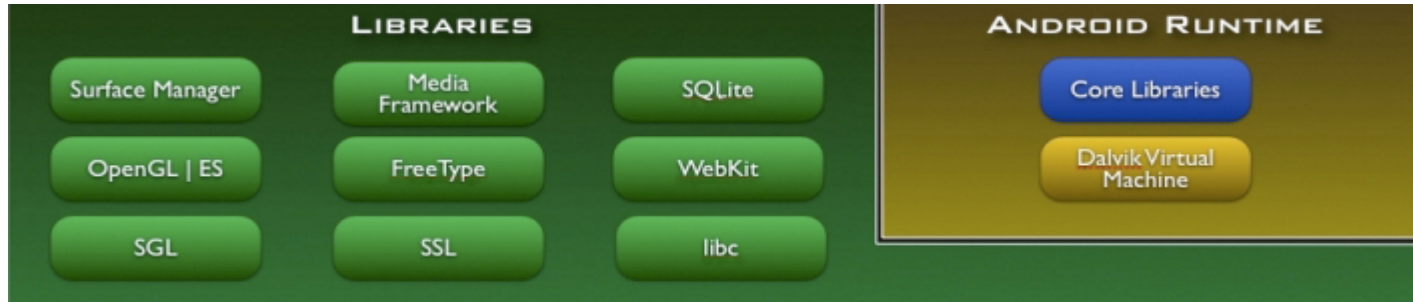 LIBRARIES
Surface Manager
Media
Framework
SQLite
OpenGL | ES
FreeType
WebKit
SGL
SSL
libc
ANDROID RUNTIME
Core Libraries
Dalvik Virtual
Machine